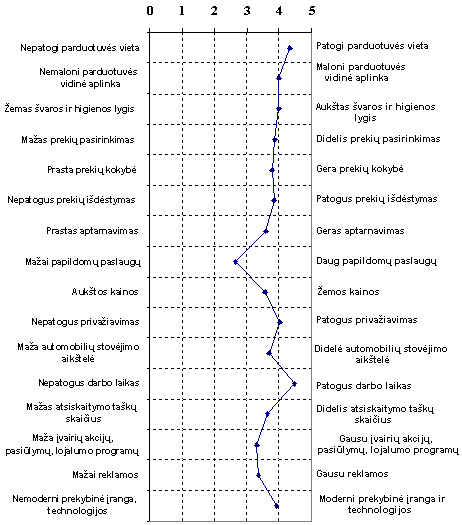 0 1 2 3 4 5
Nepatogi parduotuvės vieta Patogi parduotuvės vieta
Nemaloni parduotuvės
vidinė aplinka
Maloni parduotuvės
vidinė aplinka
Žemas švaros ir higienos lygis
Aukštas švaros ir higienos
lygis
Mažas prekių pasirinkimas Didelis prekių pasirinkimas
Prasta prekių kokybė Gera prekių kokybė
Nepatogus prekių išdėstymas Patogus prekių išdėstymas
Prastas aptarnavimas Geras aptarnavimas
Mažai papildomų paslaugų Daug papildomų paslaugų
Aukštos kainos Žemos kainos
Nepatogus privažiavimas Patogus privažiavimas
Maža automobilių stovėjimo
aikštelė
Didelė automobilių stovėjimo
aikštelė
Nepatogus darbo laikas Patogus darbo laikas
Mažas atsiskaitymo taškų
skaičius
Didelis atsiskaitymo taškų
skaičius
Maža įvairių akcijų,
pasiūlymų, lojalumo programų
Gausu įvairių akcijų,
pasiūlymų, lojalumo programų
Mažai reklamos Gausu reklamos
Nemoderni prekybinė įranga,
technologijos
Moderni prekybinė įranga ir
technologijos